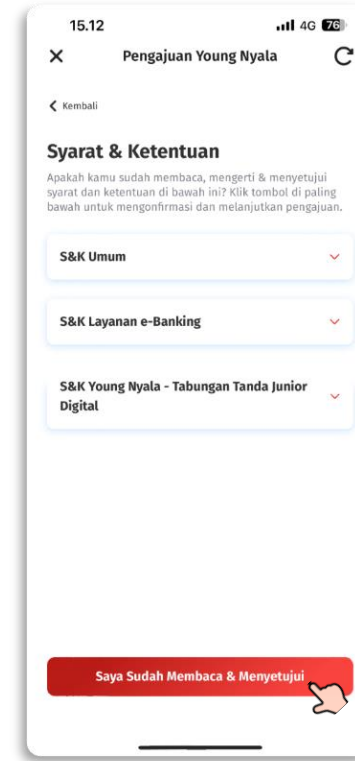 15.12
4G 76
Pengajuan Young Nyala
Kembali
Syarat & Ketentuan
Apakah kamu sudah membaca, mengerti & menyetujui
syarat dan ketentuan di bawah ini? Klik tombol di paling
bawah untuk mengonfirmasi dan melanjutkan pengajuan.
S&K Umum
S&K Layanan e-Banking
S&K Young Nyala - Tabungan Tanda Junior
Digital
Saya Sudah Membaca & Menyetujui